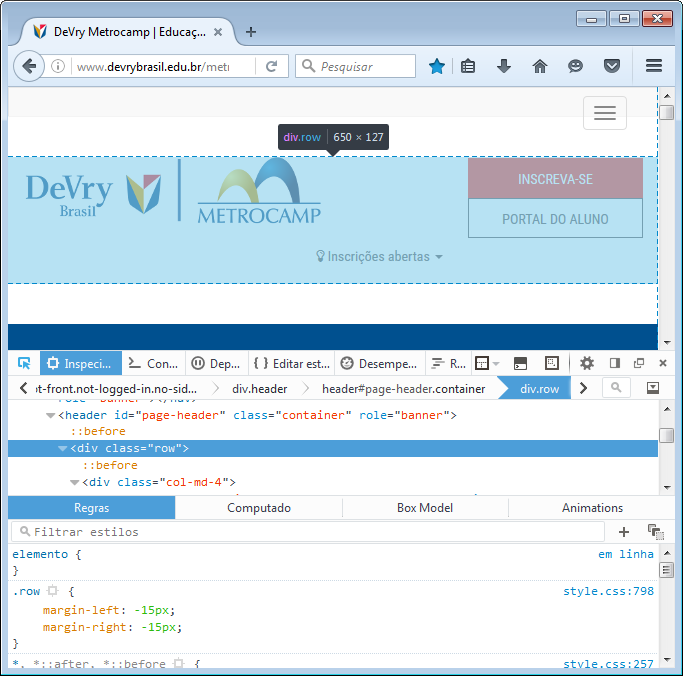 DeVry Metrocamp | Educaç...
www.devrybrasil.edu.br/metr
Pesquisar
div.row | 650 × 127
DeVry
Brasil
METROCAMP
INSCREVA-SE
PORTAL DO ALUNO
Inscrições abertas
Inspeci...
Con...
Dep...
{ } Editar est...
Desempe...
R...
ot-front.not-logged-in.no-sid...
div.header
header#page-header.container
div.row
role="banner"></nav>
<header id="page-header" class="container" role="banner">
::before
<div class="row">
::before
<div class="col-md-4">
Regras
Computado
Box Model
Animations
Filtrar estilos
elemento {
em linha
}
.row {
style.css:798
margin-left: -15px;
margin-right: -15px;
}
*, *::after, *::before {
style.css:257